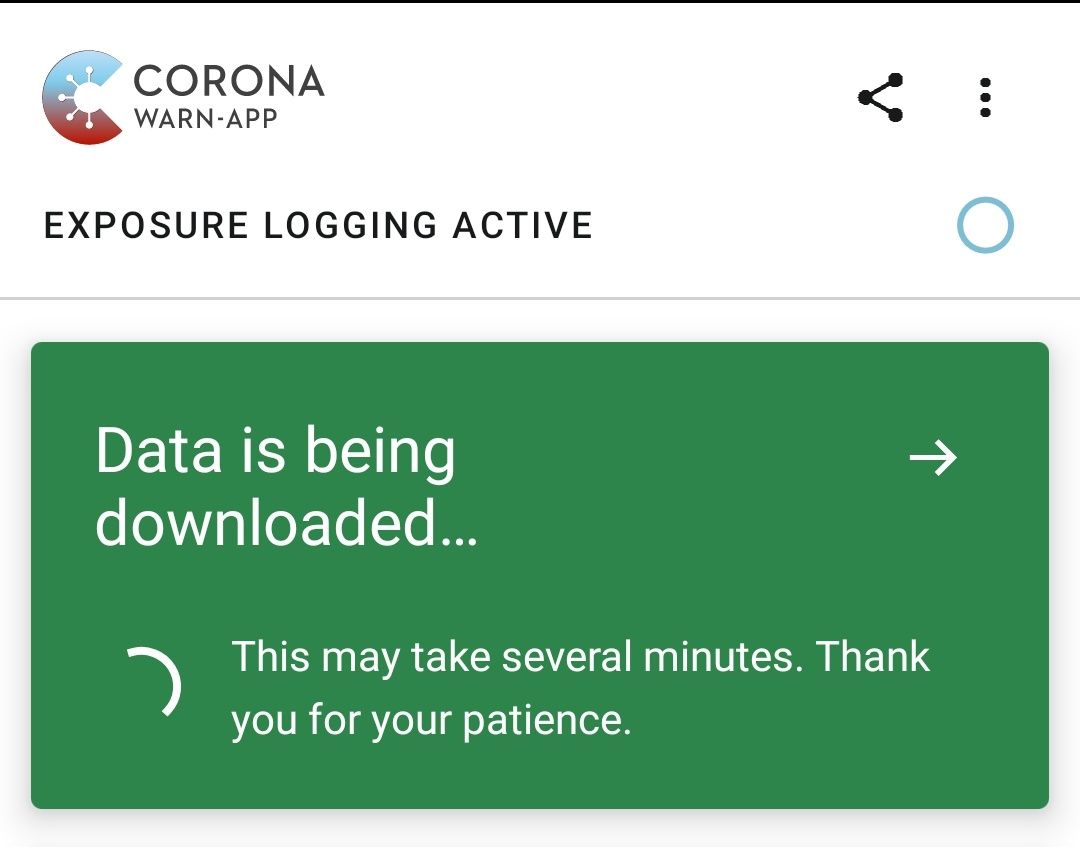 CORONA
WARN-APP
EXPOSURE LOGGING ACTIVE
Data is being
downloaded…
This may take several minutes. Thank
you for your patience.